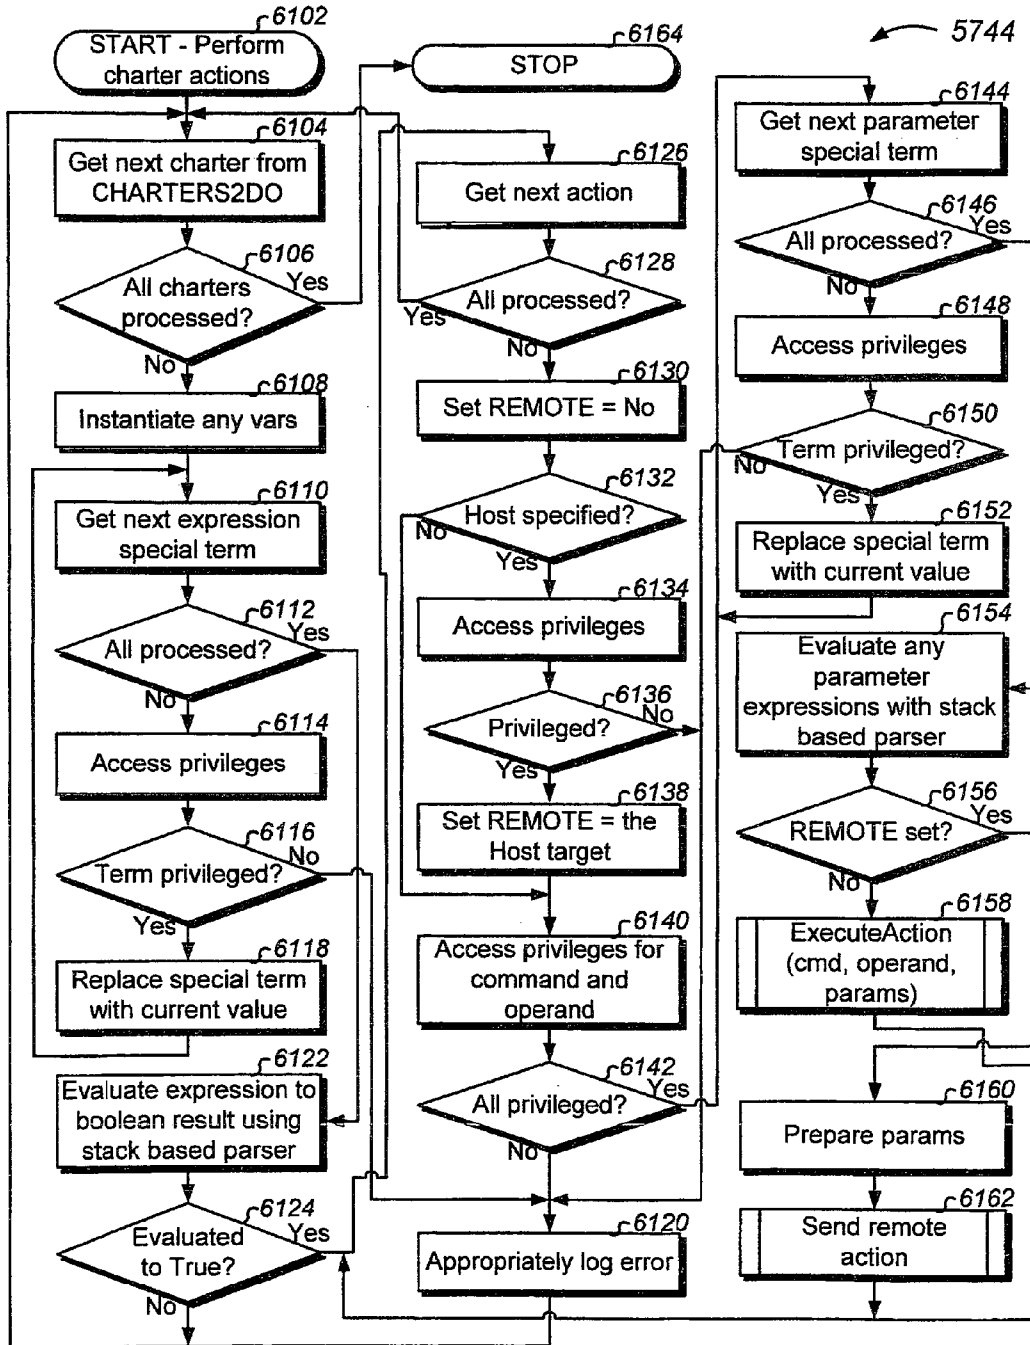 6102
START - Perform
charter actions
6104
Get next charter from
CHARTERS2DO
6106
Yes
All charters
processed?
No
6108
Instantiate any vars
6110
Get next expression
special term
6112
Yes
All processed?
No
6114
Access privileges
6116
No
Term privileged?
Yes
6118
Replace special term
with current value
6122
Evaluate expression to
boolean result using
stack based parser
6124
Yes
Evaluated
to True?
No
6164
STOP
6126
Get next action
6128
All processed?
Yes
No
6130
Set REMOTE = No
6132
Host specified?
No
Yes
6134
Access privileges
6136
No
Privileged?
Yes
6138
Set REMOTE = the
Host target
6140
Access privileges for
command and
operand
6142
Yes
All privileged?
No
6120
Appropriately log error
5744
6144
Get next parameter
special term
6146
Yes
All processed?
No
6148
Access privileges
6150
Term privileged?
No
Yes
6152
Replace special term
with current value
6154
Evaluate any
parameter
expressions with stack
based parser
6156
Yes
REMOTE set?
No
6158
ExecuteAction
(cmd, operand,
params)
6160
Prepare params
6162
Send remote
action